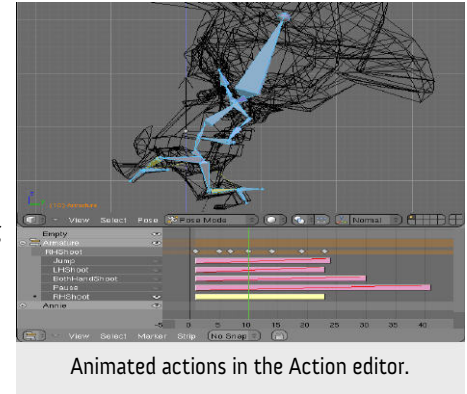 (10) Armature
View Select Pose Pose Mode Normal
Empty
Armature
RHShoot
Jump
LHShoot
BothHandShoot
Pause
RHShoot
Annie
-5 0 5 10 15 20 25 30 35 40
View Select Marker Strip No Snap
Animated actions in the Action editor.